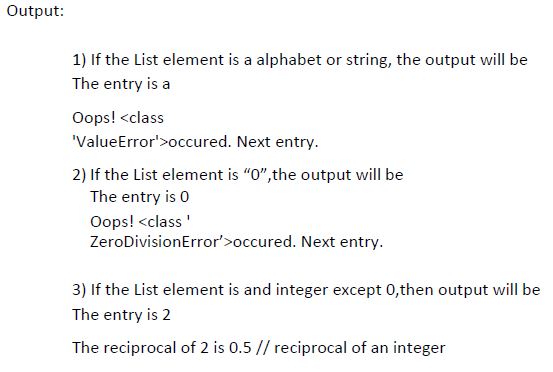 Output:
1) If the List element is a alphabet or string, the output will be
The entry is a
Oops! <class
'ValueError'>occured. Next entry.
2) If the List element is “0”,the output will be
The entry is 0
Oops! <class '
ZeroDivisionError’>occured. Next entry.
3) If the List element is and integer except 0,then output will be
The entry is 2
The reciprocal of 2 is 0.5 // reciprocal of an integer